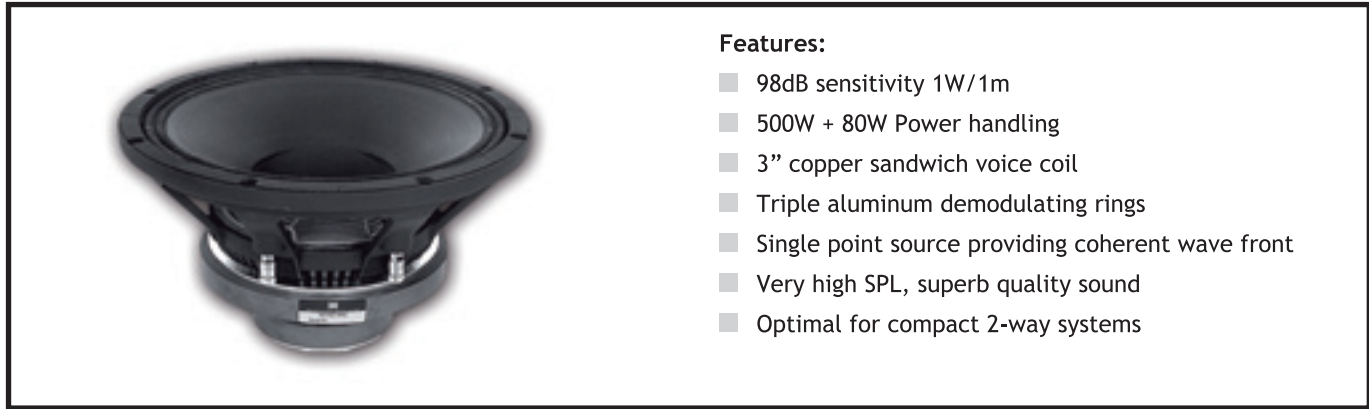 Features:
98dB sensitivity 1W/1m
500W + 80W Power handling
3” copper sandwich voice coil
Triple aluminum demodulating rings
Single point source providing coherent wave front
Very high SPL, superb quality sound
Optimal for compact 2-way systems